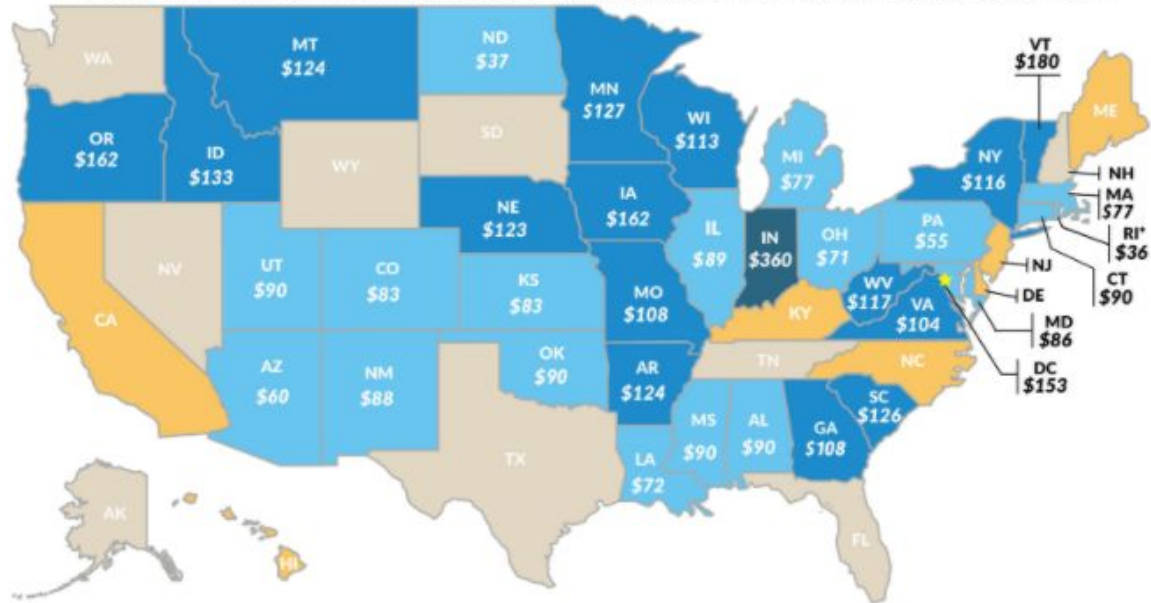 WA
MT
$124
ND
$37
MN
$127
VT
$180
ME
OR
$162
ID
$133
WY
SD
WI
$113
MI
$77
NY
$116
NH
MA
$77
RI*
$36
CT
$90
NJ
DE
MD
$86
DC
$153
NE
$123
IA
$162
IL
$89
IN
$360
OH
$71
PA
$55
NV
UT
$90
CO
$83
KS
$83
MO
$108
KY
WV
$117
VA
$104
CA
AZ
$60
NM
$88
OK
$90
AR
$124
TN
NC
SC
$126
MS
$90
AL
$90
GA
$108
TX
LA
$72
FL
AK
HI